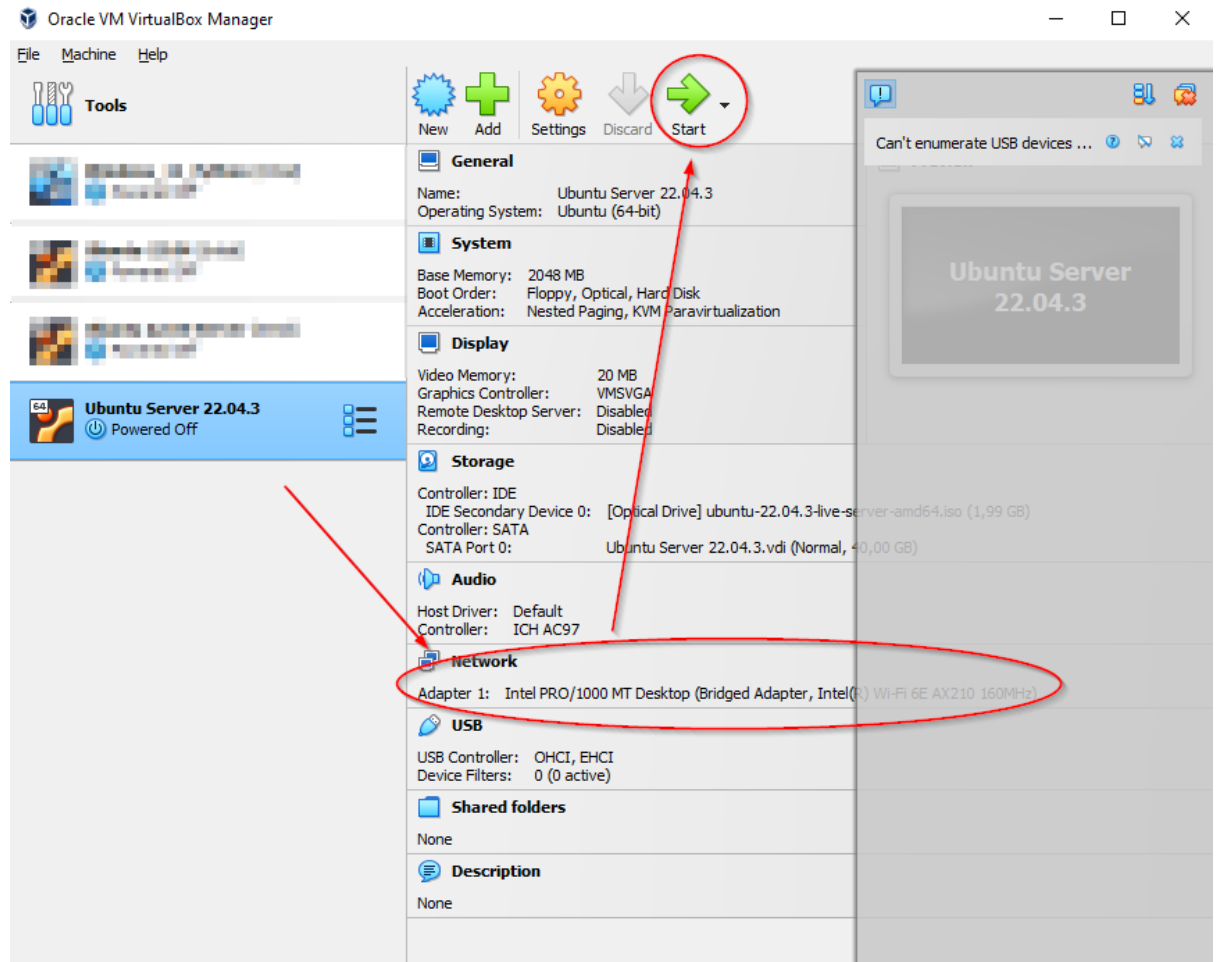 Oracle VM VirtualBox Manager
File Machine Help
Tools
New Add Settings Discard Start
Can't enumerate USB devices ...
General
Name: Ubuntu Server 22.04.3
Operating System: Ubuntu (64-bit)
System
Base Memory: 2048 MB
Boot Order: Floppy, Optical, Hard Disk
Acceleration: Nested Paging, KVM Paravirtualization
Ubuntu Server
22.04.3
Display
Video Memory: 20 MB
Graphics Controller: VMSVGA
Remote Desktop Server: Disabled
Recording: Disabled
64
Ubuntu Server 22.04.3
Powered Off
Storage
Controller: IDE
IDE Secondary Device 0: [Optical Drive] ubuntu-22.04.3-live-server-amd64.iso (1,99 GB)
Controller: SATA
SATA Port 0: Ubuntu Server 22.04.3.vdi (Normal, 40,00 GB)
Audio
Host Driver: Default
Controller: ICH AC97
Network
Adapter 1: Intel PRO/1000 MT Desktop (Bridged Adapter, Intel(R) Wi-Fi 6E AX210 160MHz)
USB
USB Controller: OHCI, EHCI
Device Filters: 0 (0 active)
Shared folders
None
Description
None